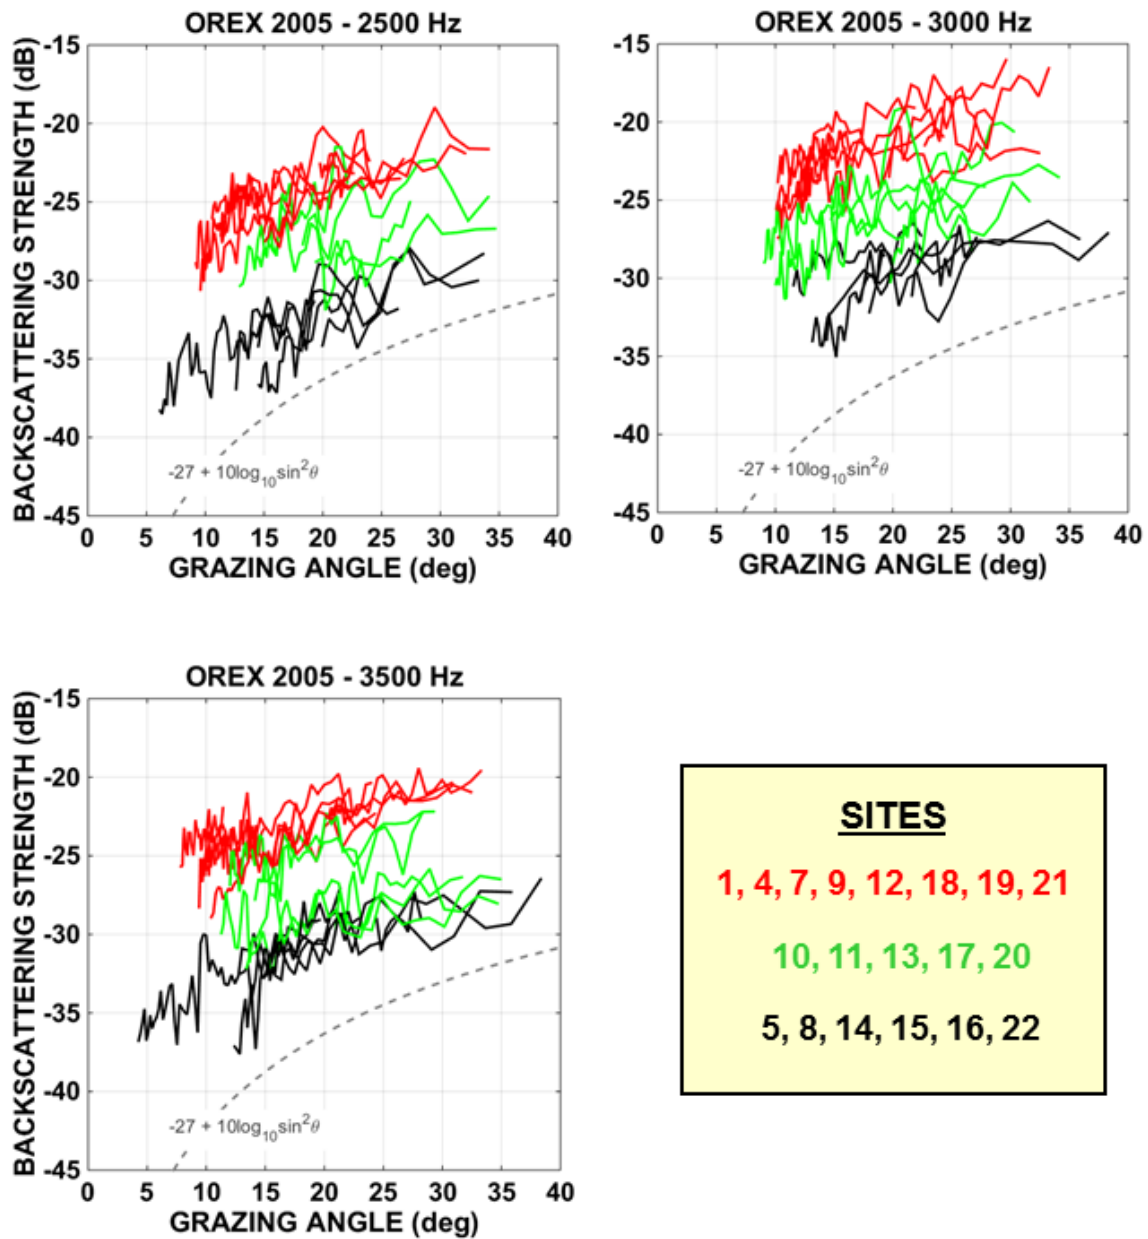 OREX 2005 - 2500 Hz
BACKSCATTERING STRENGTH (dB)
-15
-20
-25
-30
-35
-40
-45
-27 + 10log10sin2θ
0 5 10 15 20 25 30 35 40
GRAZING ANGLE (deg)
OREX 2005 - 3000 Hz
-15
-20
-25
-30
-35
-40
-45
-27 + 10log10sin2θ
0 5 10 15 20 25 30 35 40
GRAZING ANGLE (deg)
OREX 2005 - 3500 Hz
BACKSCATTERING STRENGTH (dB)
-15
-20
-25
-30
-35
-40
-45
-27 + 10log10sin2θ
0 5 10 15 20 25 30 35 40
GRAZING ANGLE (deg)
SITES
1, 4, 7, 9, 12, 18, 19, 21
10, 11, 13, 17, 20
5, 8, 14, 15, 16, 22